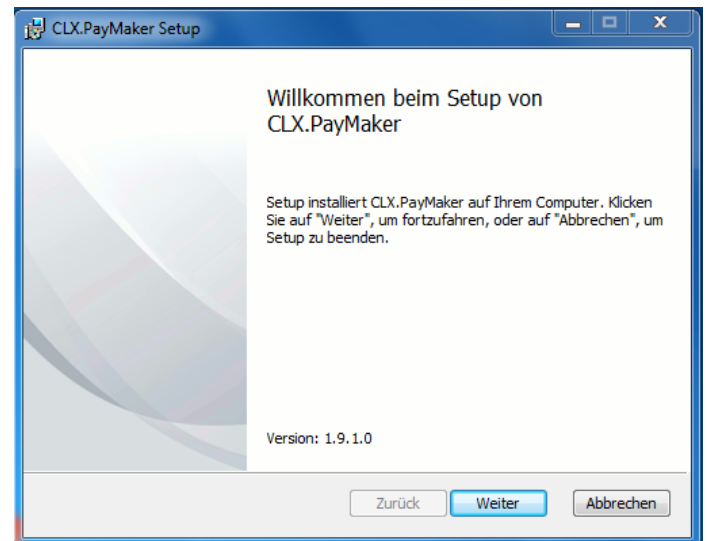 CLX.PayMaker Setup
Willkommen beim Setup von
CLX.PayMaker
Setup installiert CLX.PayMaker auf Ihrem Computer. Klicken
Sie auf "Weiter", um fortzufahren, oder auf "Abbrechen", um
Setup zu beenden.
Version: 1.9.1.0
Zurück Weiter Abbrechen